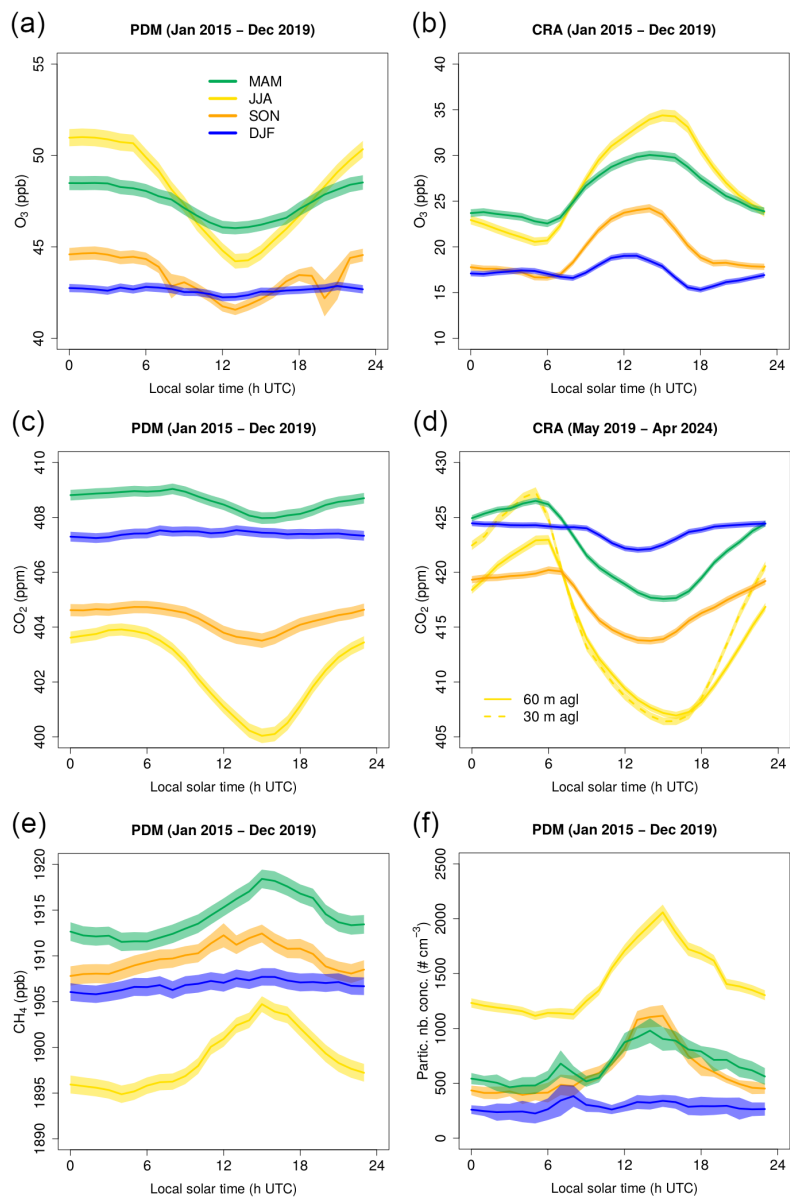 (a)
PDM (Jan 2015 – Dec 2019)
O₃ (ppb)
55
50
45
40
MAM
JJA
SON
DJF
0 6 12 18 24
Local solar time (h UTC)
(b)
CRA (Jan 2015 – Dec 2019)
O₃ (ppb)
40
35
30
25
20
15
10
0 6 12 18 24
Local solar time (h UTC)
(c)
PDM (Jan 2015 – Dec 2019)
CO₂ (ppm)
410
408
406
404
402
400
0 6 12 18 24
Local solar time (h UTC)
(d)
CRA (May 2019 – Apr 2024)
CO₂ (ppm)
430
425
420
415
410
405
60 m agl
30 m agl
0 6 12 18 24
Local solar time (h UTC)
(e)
PDM (Jan 2015 – Dec 2019)
CH₄ (ppb)
1920
1915
1910
1905
1900
1895
1890
0 6 12 18 24
Local solar time (h UTC)
(f)
PDM (Jan 2015 – Dec 2019)
Partic. nb. conc. (# cm⁻³)
2500
2000
1500
1000
500
0
0 6 12 18 24
Local solar time (h UTC)